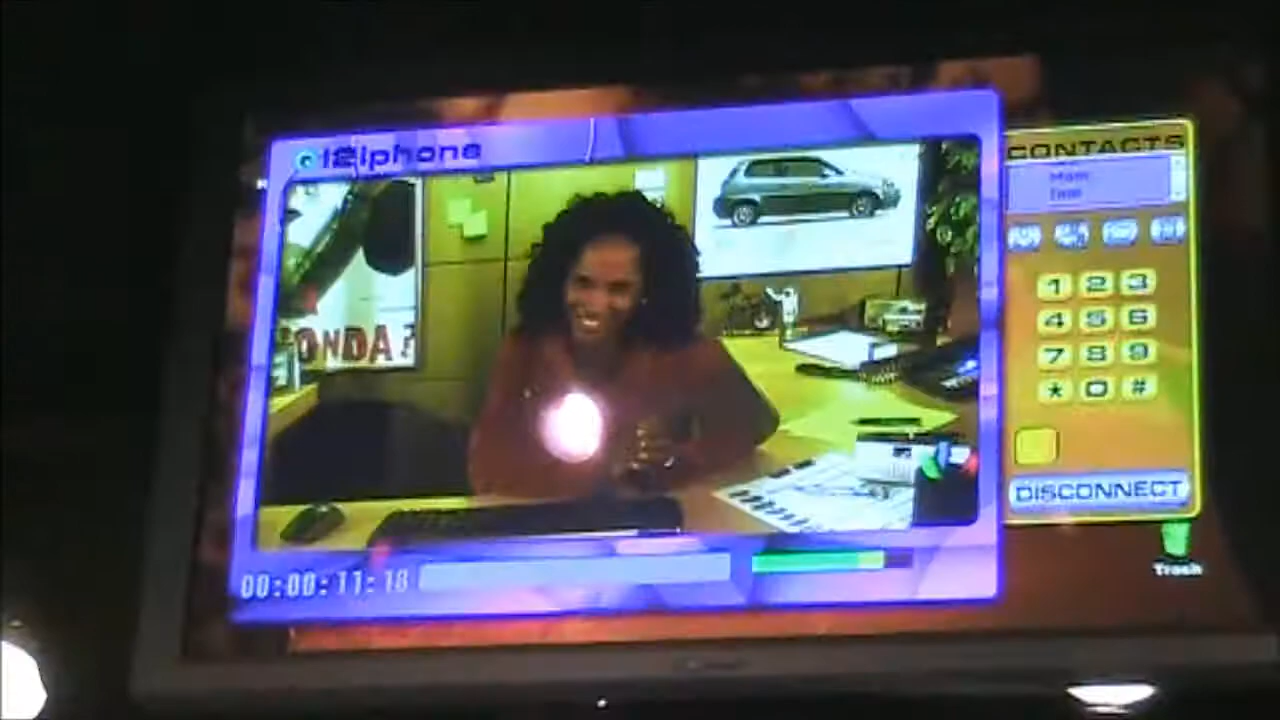 i2iphone
CONTACTS
Mom
ONDA?
1 2 3
4 5 6
7 8 9
* 0 #
DISCONNECT
00:00:11:18
Trash